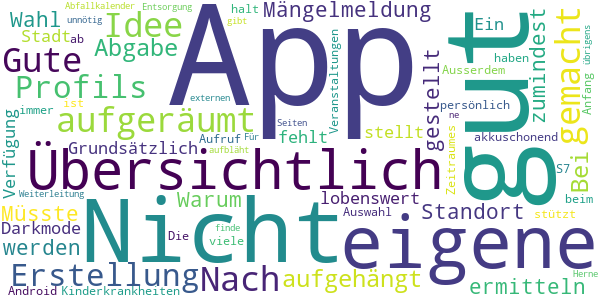 Abfallkalender
unnötig
Entsorgung
gibt
Wahl
Idee
Mängelmeldung
Ein
Stadt
ab
Abgabe
halt
haben
übrigens
Gute
App
gut
zumindest
gemacht
Anfang
Profils
externen
Seiten
Veranstaltungen
Ausserdem
immer
ist
aufgeräumt
gestellt
persönlich
ne
Verfügung
Grundsätzlich
Aufruf
Für
fehlt
stellt
akkuschonend
Zeitraumes
Bei
Übersichtlich
aufbläht
S7
beim
Weiterleitung
Warum
lobenswert
Müsste
Nicht
Auswahl
Standort
stützt
Darkmode
Die
eigene
werden
finde
viele
Erstellung
Nach
aufgehängt
ermitteln
Herne
Android
Kinderkrankheiten